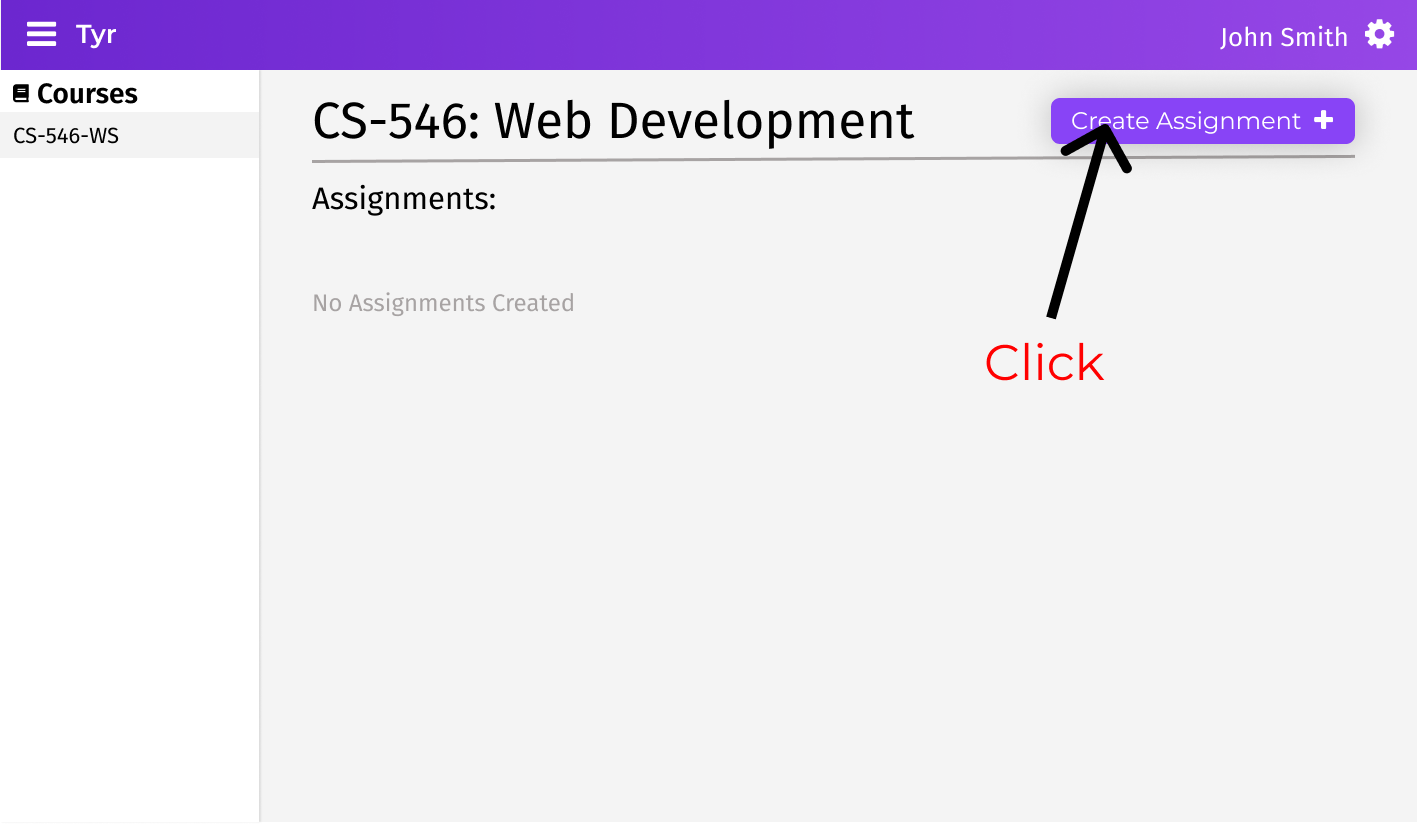 Tyr
John Smith
Courses
CS-546-WS
CS-546: Web Development
Create Assignment
Assignments:
No Assignments Created
Click